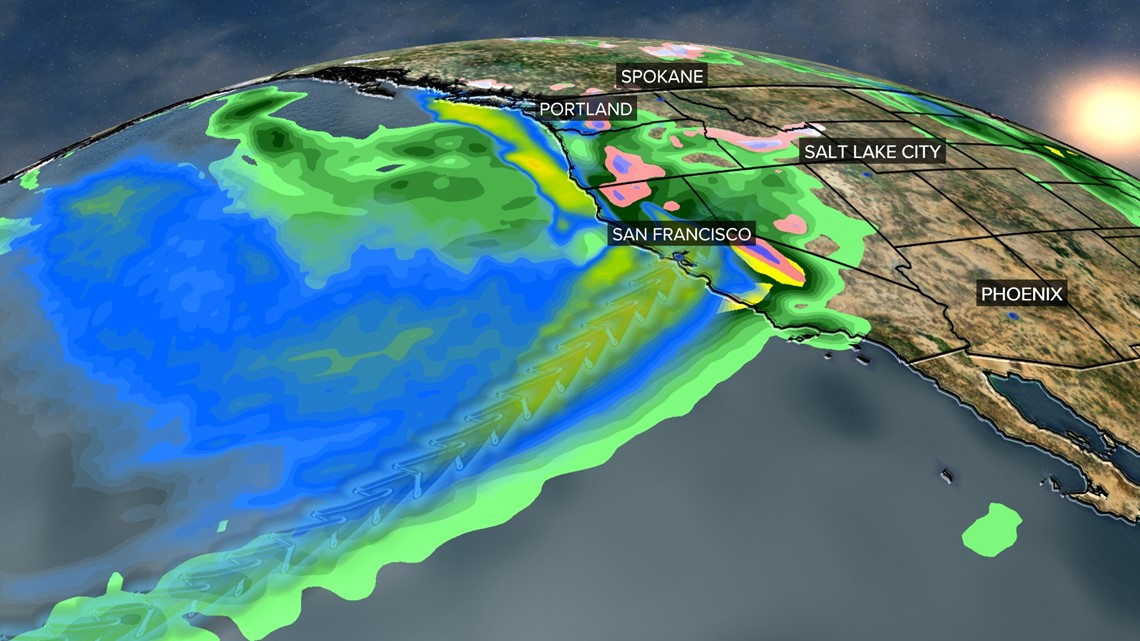 SPOKANE
PORTLAND
SALT LAKE CITY
SAN FRANCISCO
PHOENIX